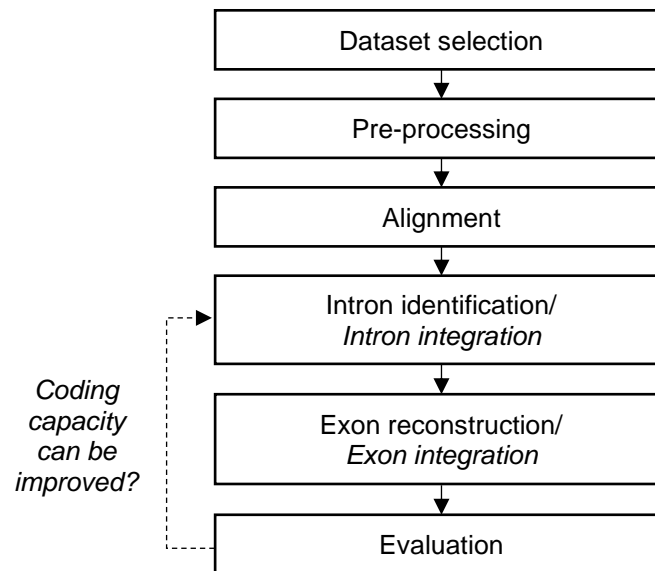 Dataset selection
Pre-processing
Alignment
Intron identification/
Intron integration
Exon reconstruction/
Exon integration
Evaluation
Coding
capacity
can be
improved?